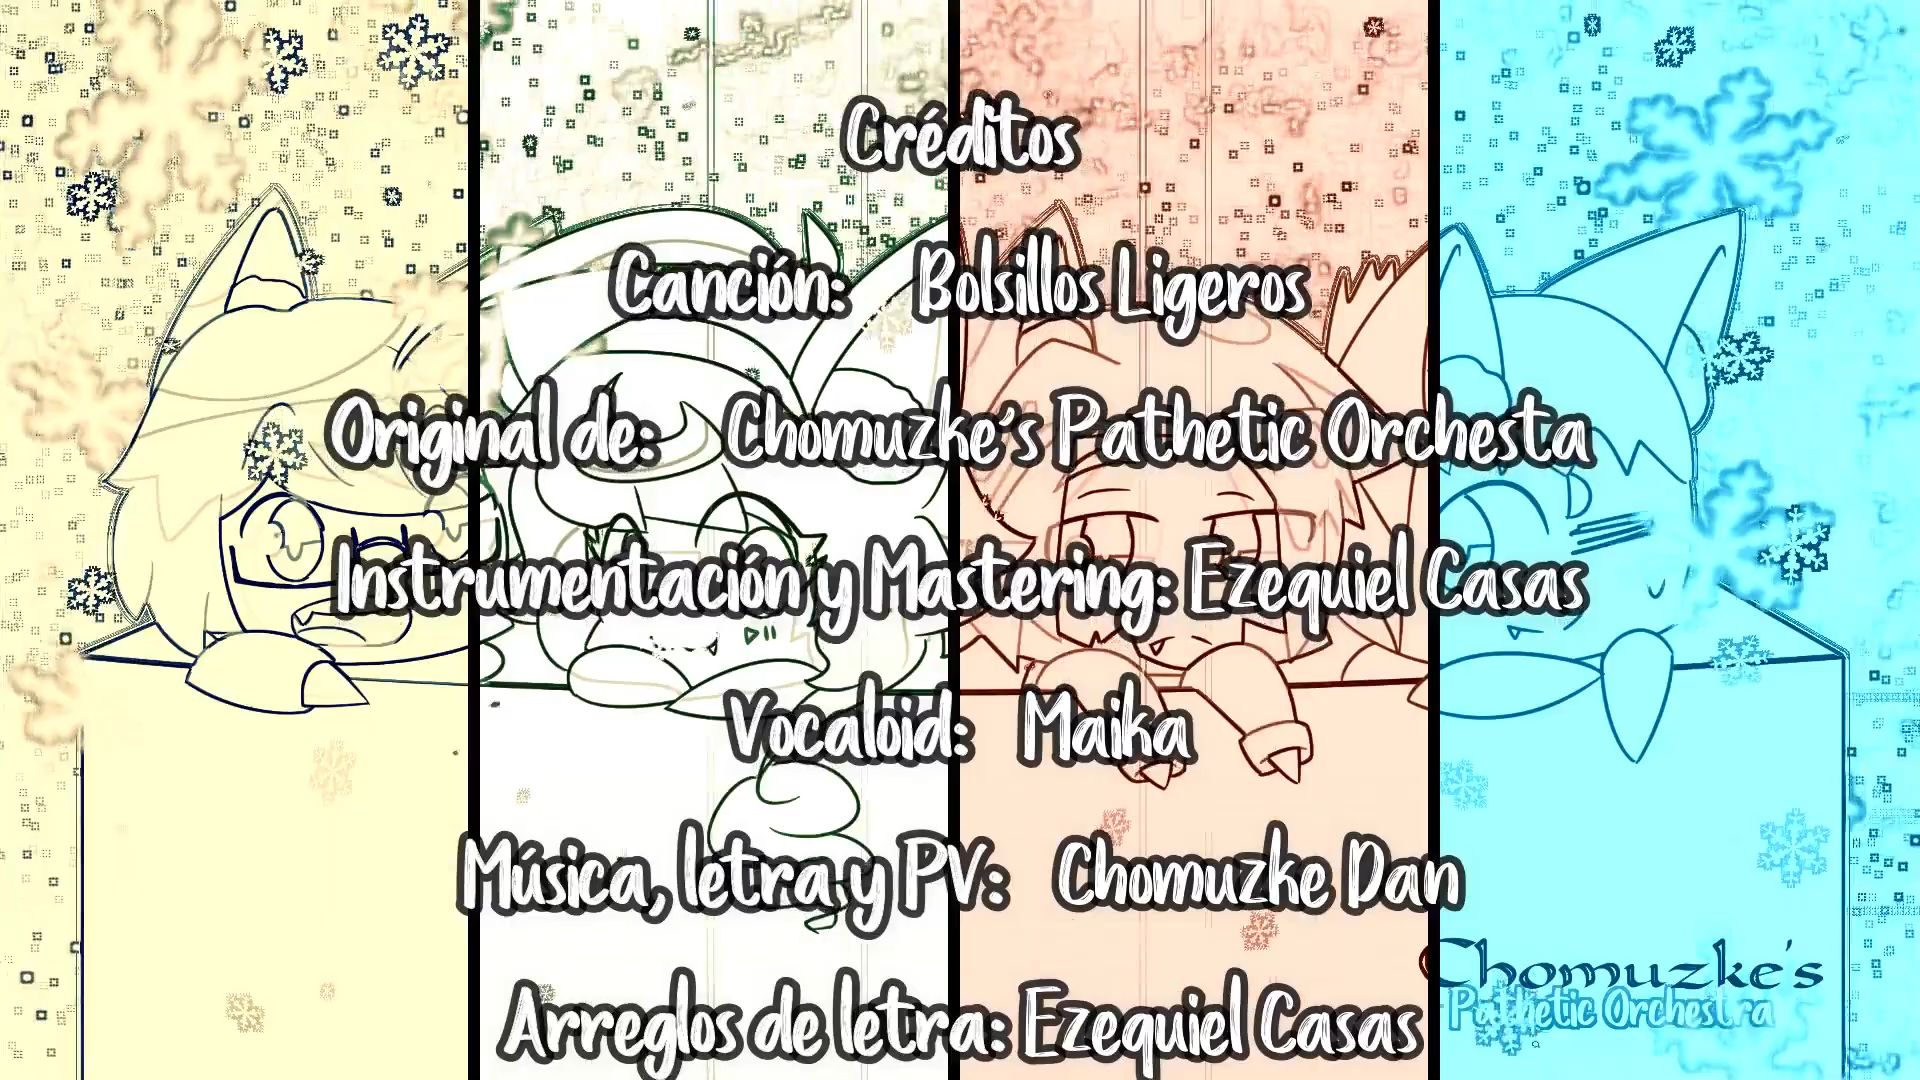 Créditos
Canción: Bolsillos Ligeros
Original de: Chomuzke's Pathetic Orchesta
Instrumentación y Mastering: Ezequiel Casas
Vocaloid: Maika
Música, letra y PV: Chomuzke Dan
Arreglos de letra: Ezequiel Casas
Chomuzke's
Pathetic Orchestra